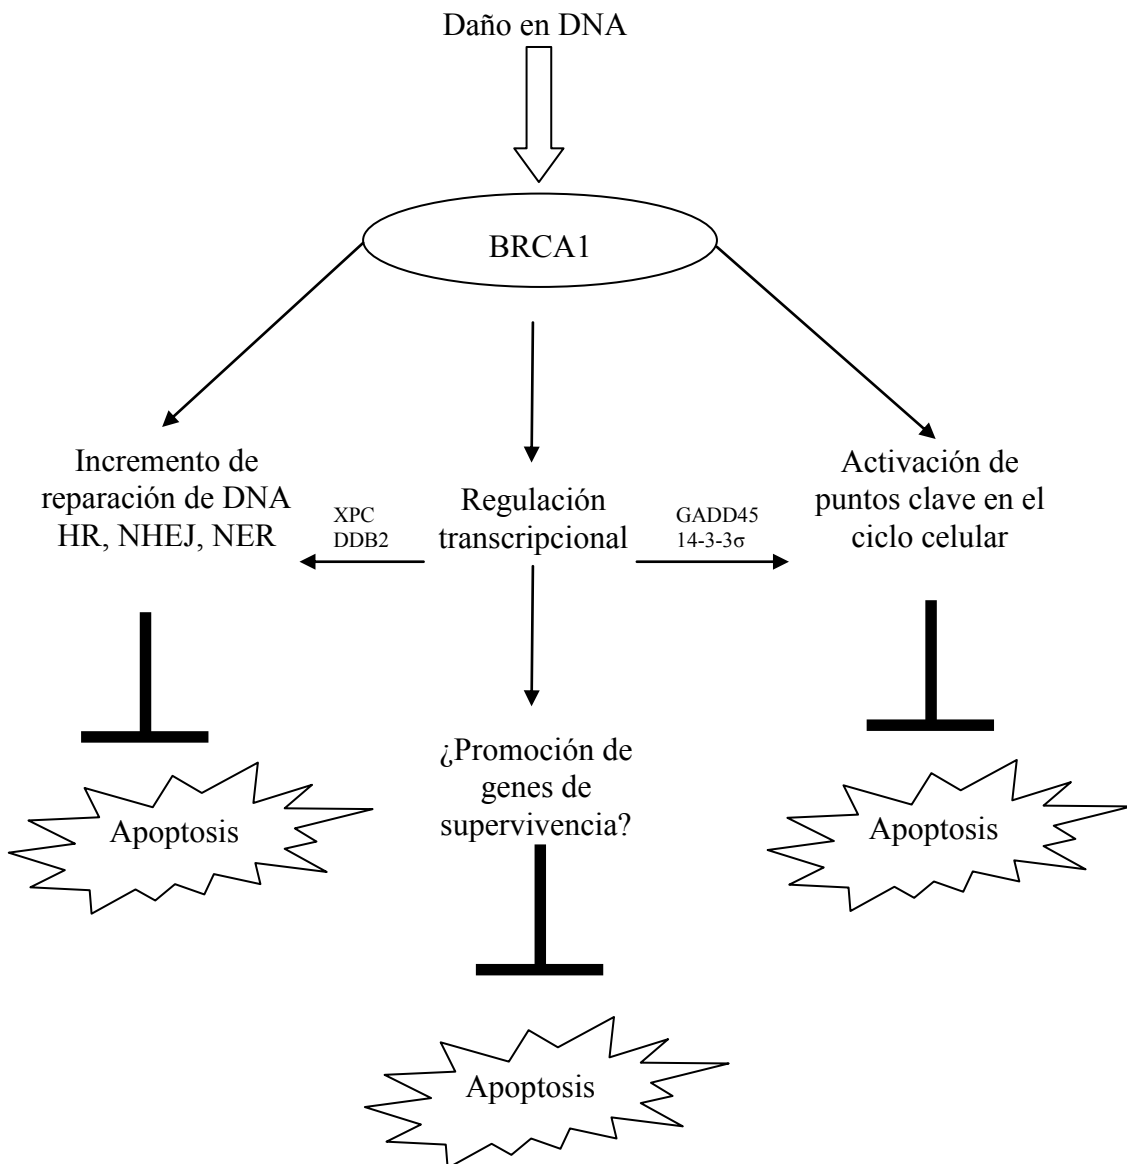 Daño en DNA
BRCA1
Incremento de
reparación de DNA
HR, NHEJ, NER
XPC
DDB2
Regulación
transcripcional
GADD45
14-3-3σ
Activación de
puntos clave en el
ciclo celular
Apoptosis
¿Promoción de
genes de
supervivencia?
Apoptosis
Apoptosis